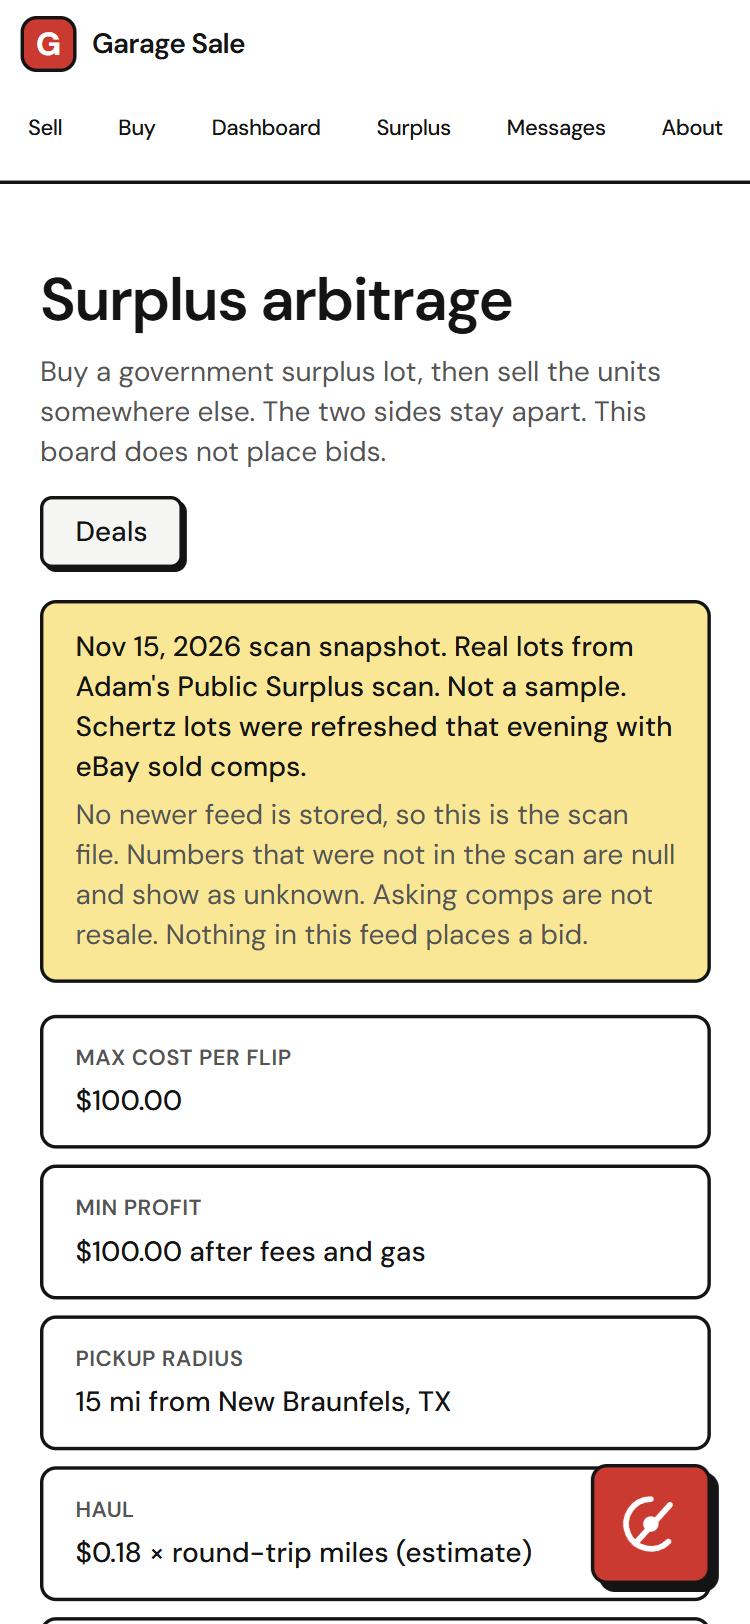 G Garage Sale
Sell Buy Dashboard Surplus Messages About
Surplus arbitrage
Buy a government surplus lot, then sell the units
somewhere else. The two sides stay apart. This
board does not place bids.
Deals
Nov 15, 2026 scan snapshot. Real lots from
Adam's Public Surplus scan. Not a sample.
Schertz lots were refreshed that evening with
eBay sold comps.
No newer feed is stored, so this is the scan
file. Numbers that were not in the scan are null
and show as unknown. Asking comps are not
resale. Nothing in this feed places a bid.
MAX COST PER FLIP
$100.00
MIN PROFIT
$100.00 after fees and gas
PICKUP RADIUS
15 mi from New Braunfels, TX
HAUL
$0.18 × round-trip miles (estimate)